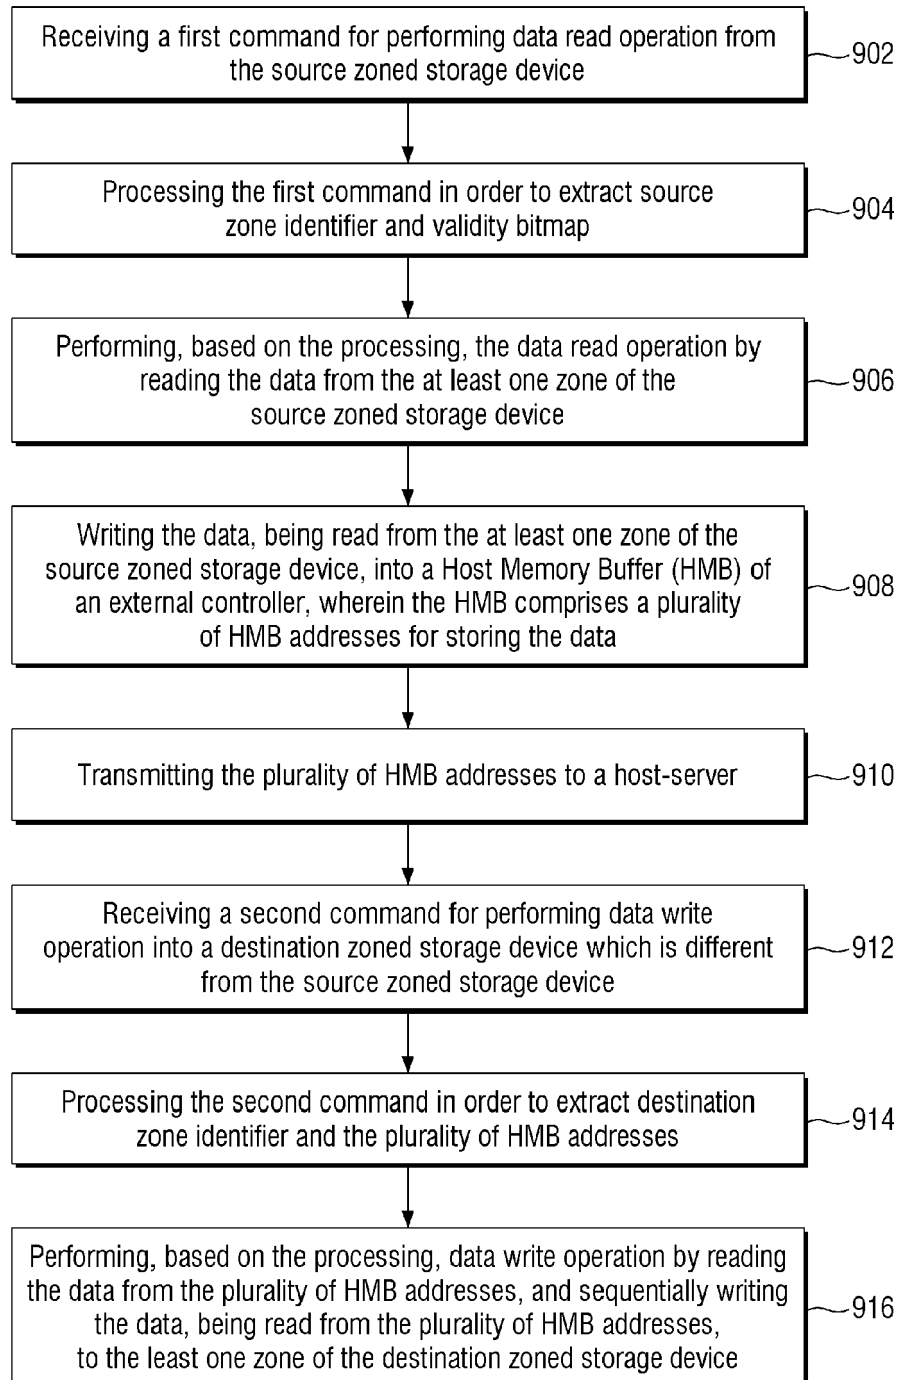 Receiving a first command for performing data read operation from
the source zoned storage device
902
Processing the first command in order to extract source
zone identifier and validity bitmap
904
Performing, based on the processing, the data read operation by
reading the data from the at least one zone of the
source zoned storage device
906
Writing the data, being read from the at least one zone of the
source zoned storage device, into a Host Memory Buffer (HMB) of
an external controller, wherein the HMB comprises a plurality
of HMB addresses for storing the data
908
Transmitting the plurality of HMB addresses to a host-server
910
Receiving a second command for performing data write
operation into a destination zoned storage device which is different
from the source zoned storage device
912
Processing the second command in order to extract destination
zone identifier and the plurality of HMB addresses
914
Performing, based on the processing, data write operation by reading
the data from the plurality of HMB addresses, and sequentially writing
the data, being read from the plurality of HMB addresses,
to the least one zone of the destination zoned storage device
916